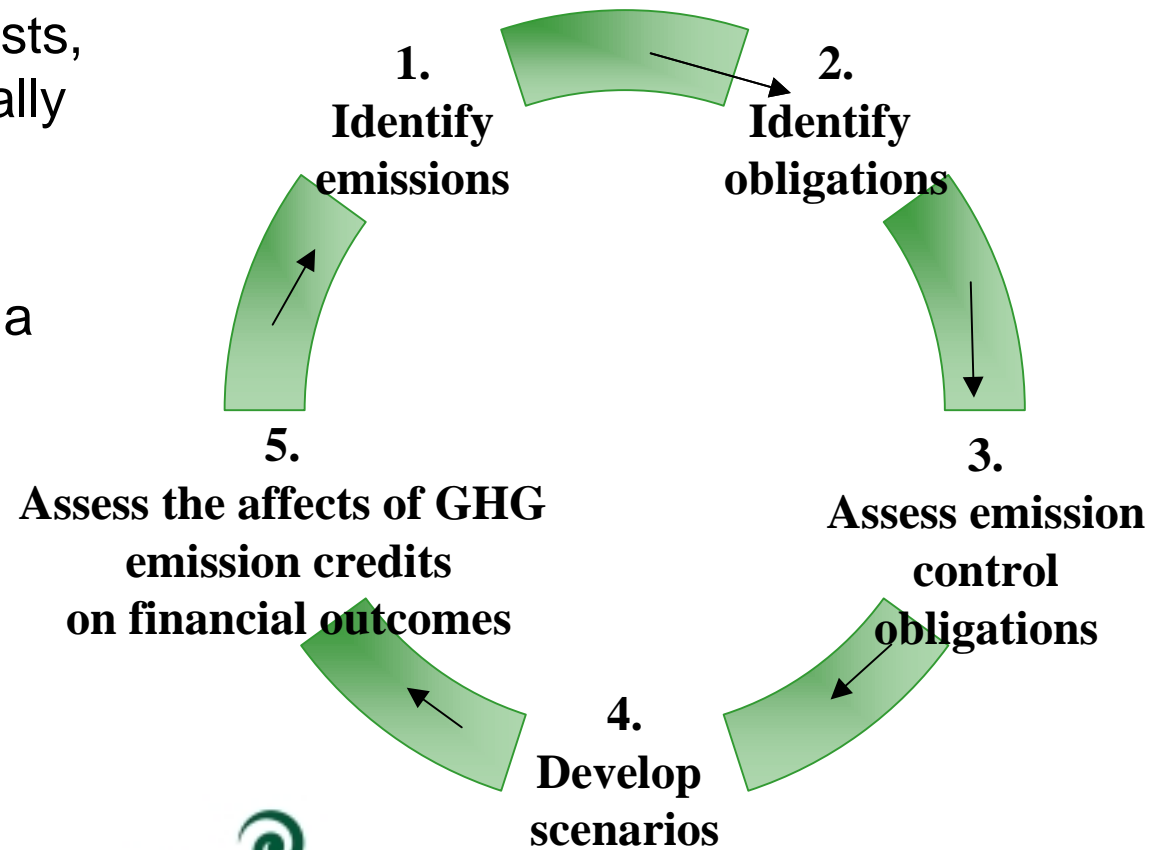 sts,
ally
a
1.
Identify
emissions
2.
Identify
obligations
3.
Assess emission
control
obligations
4.
Develop
scenarios
5.
Assess the affects of GHG
emission credits
on financial outcomes